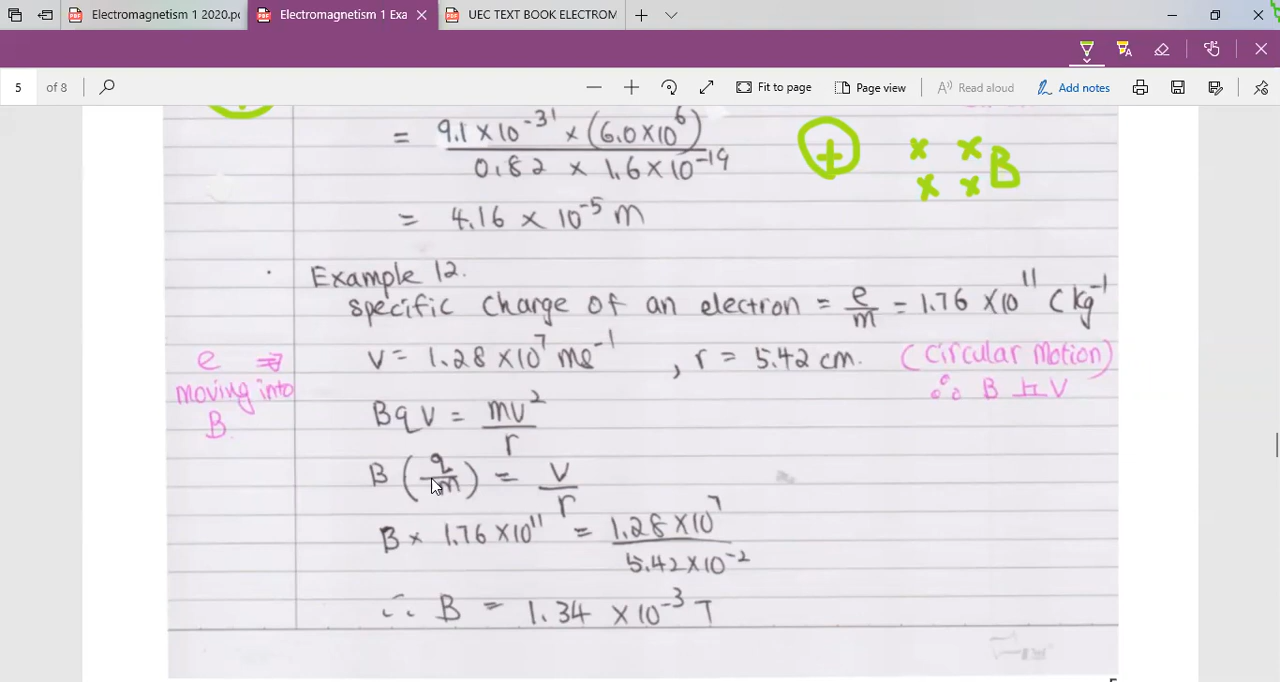 Electromagnetism 1 2020.pd
Electromagnetism 1 Exa
UEC TEXT BOOK ELECTROM
5 of 8
Fit to page
Page view
Read aloud
Add notes
= 9.1 × 10⁻³¹ × (6.0×10⁶)
0.82 × 1.6×10⁻¹⁹
+
× ×
B
× ×
= 4.16 × 10⁻⁵ m
Example 12.
specific charge of an electron = e/m = 1.76 ×10¹¹ C kg⁻¹
e ⇒
moving into
B.
v = 1.28 ×10⁷ ms⁻¹ , r = 5.42 cm. (Circular Motion)
∴ B ⊥ V
Bqv = mv²/r
B (q/m) = v/r
B × 1.76 ×10¹¹ = 1.28 ×10⁷
5.42×10⁻²
∴ B = 1.34 ×10⁻³ T